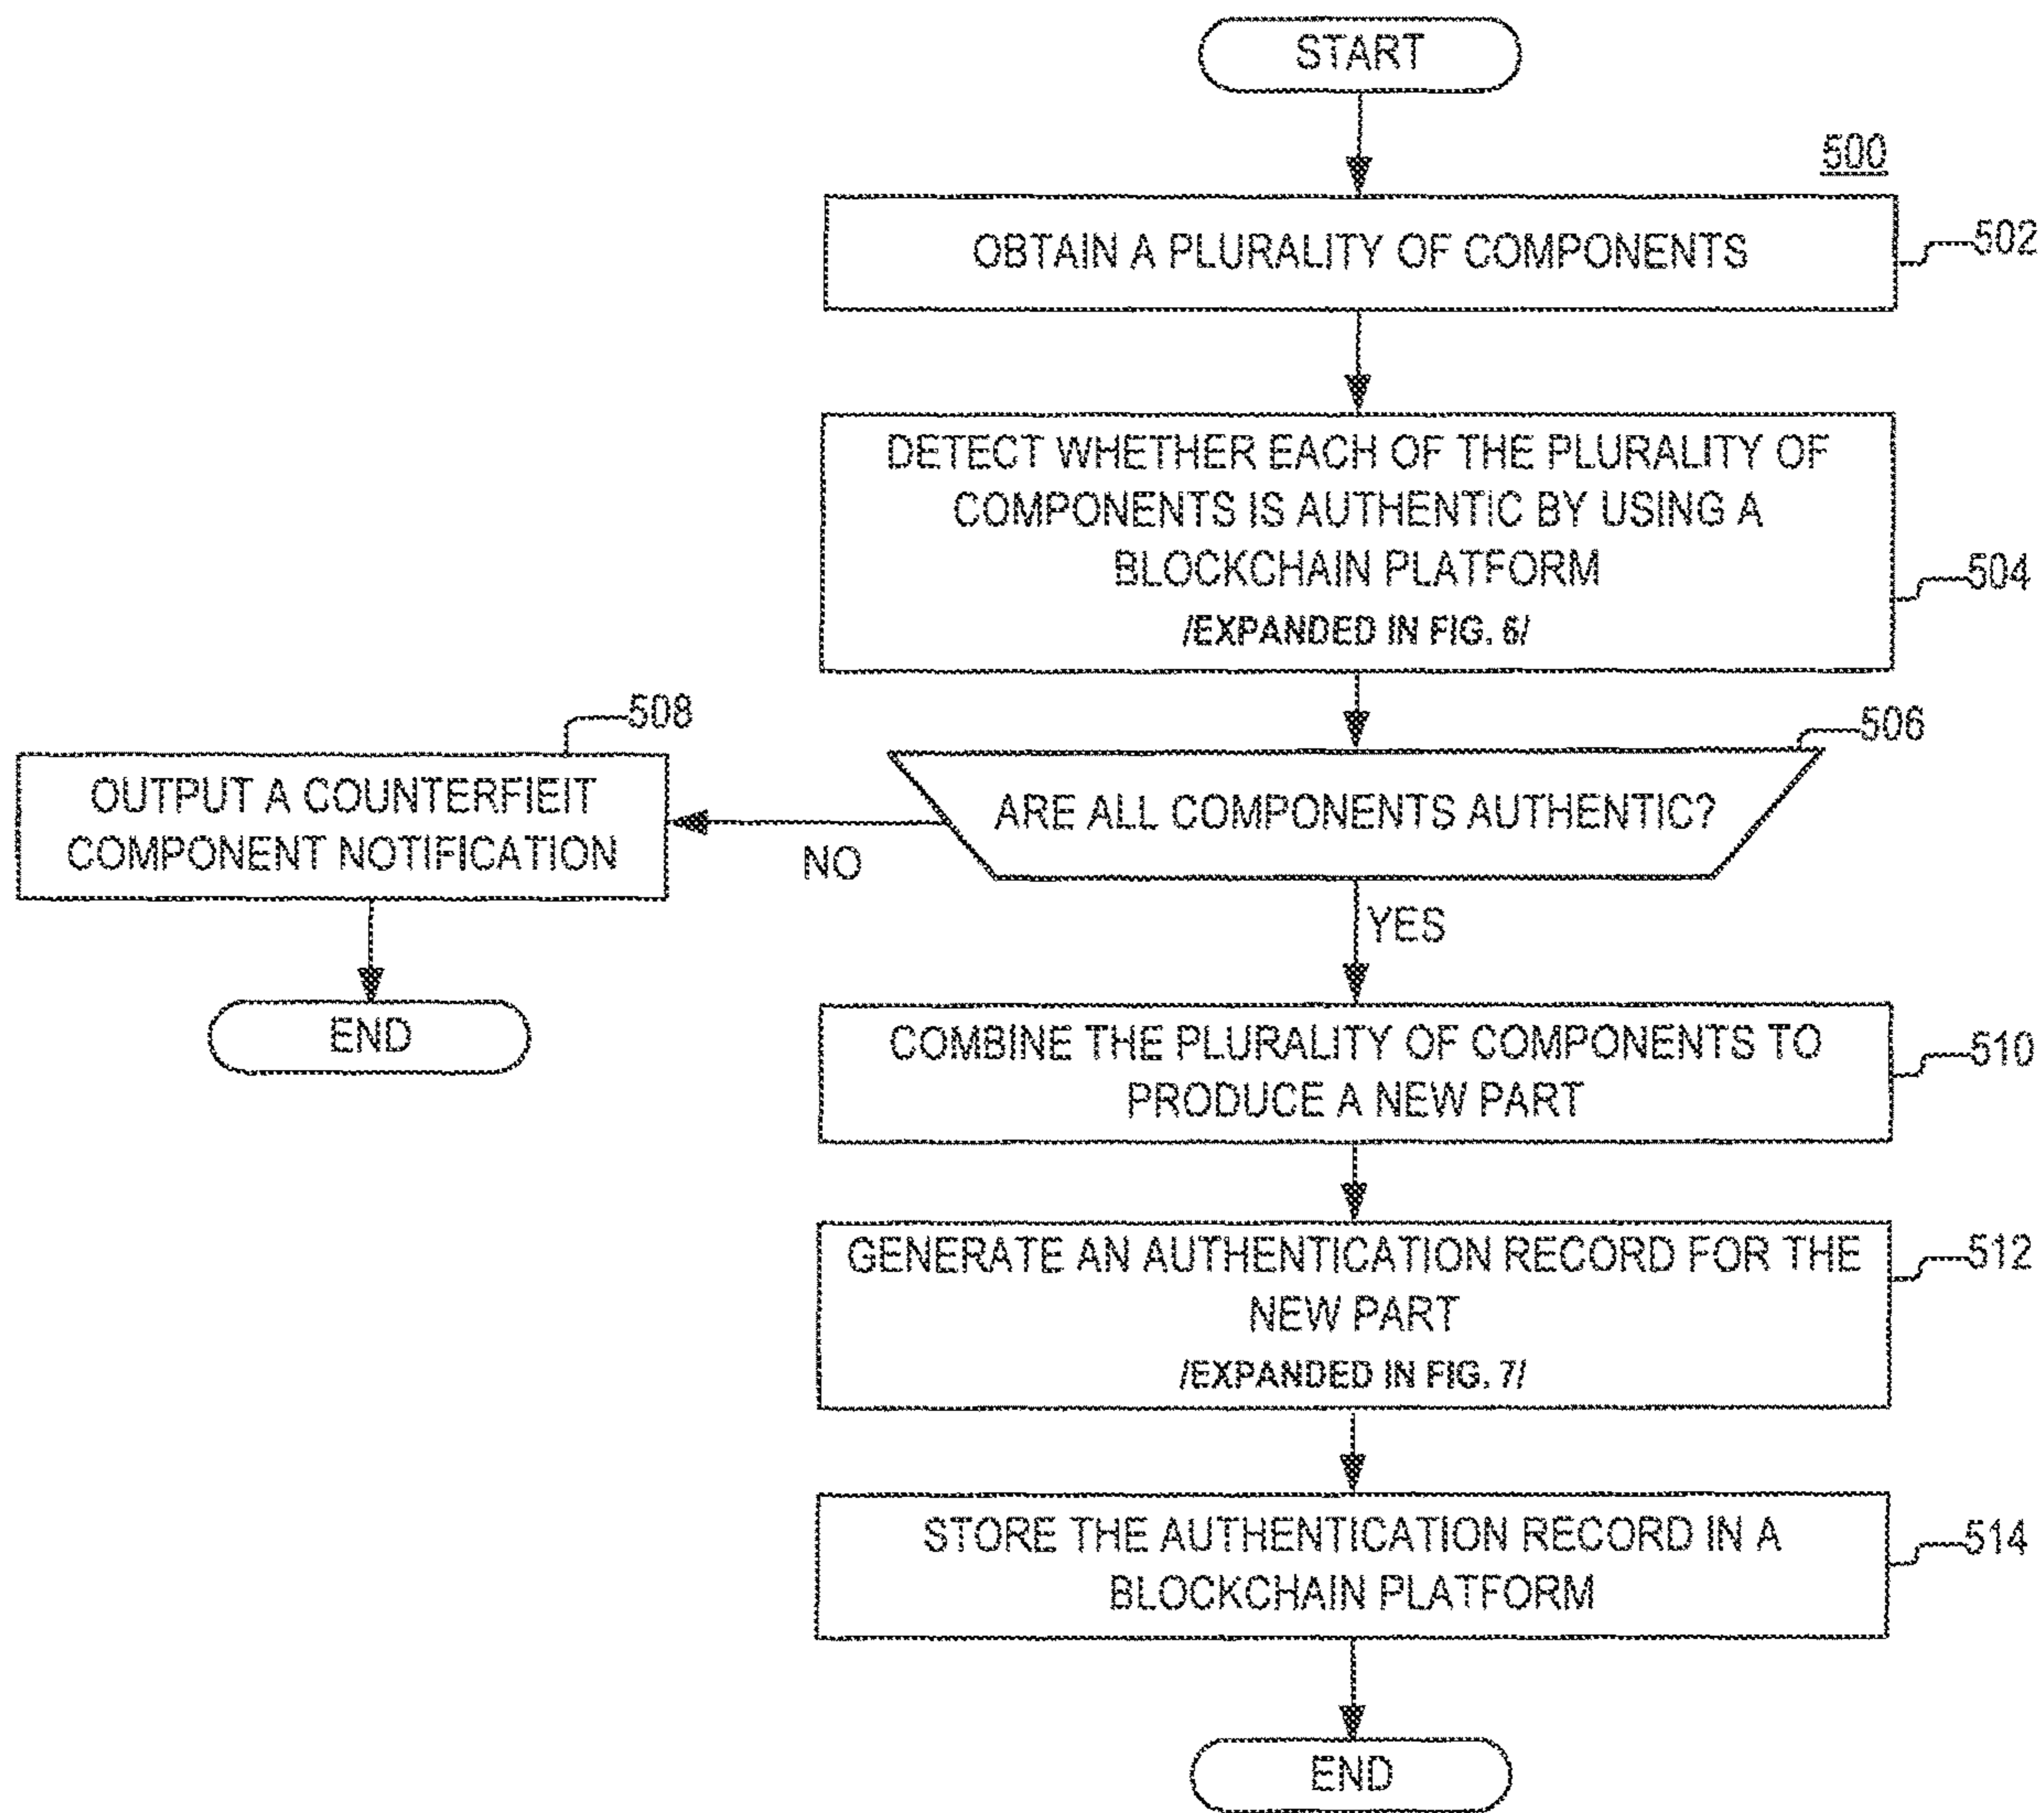 START
500
OBTAIN A PLURALITY OF COMPONENTS
502
DETECT WHETHER EACH OF THE PLURALITY OF
COMPONENTS IS AUTHENTIC BY USING A
BLOCKCHAIN PLATFORM
/EXPANDED IN FIG. 6/
504
508
OUTPUT A COUNTERFIEIT
COMPONENT NOTIFICATION
506
ARE ALL COMPONENTS AUTHENTIC?
NO
YES
END
COMBINE THE PLURALITY OF COMPONENTS TO
PRODUCE A NEW PART
510
GENERATE AN AUTHENTICATION RECORD FOR THE
NEW PART
/EXPANDED IN FIG. 7/
512
STORE THE AUTHENTICATION RECORD IN A
BLOCKCHAIN PLATFORM
514
END